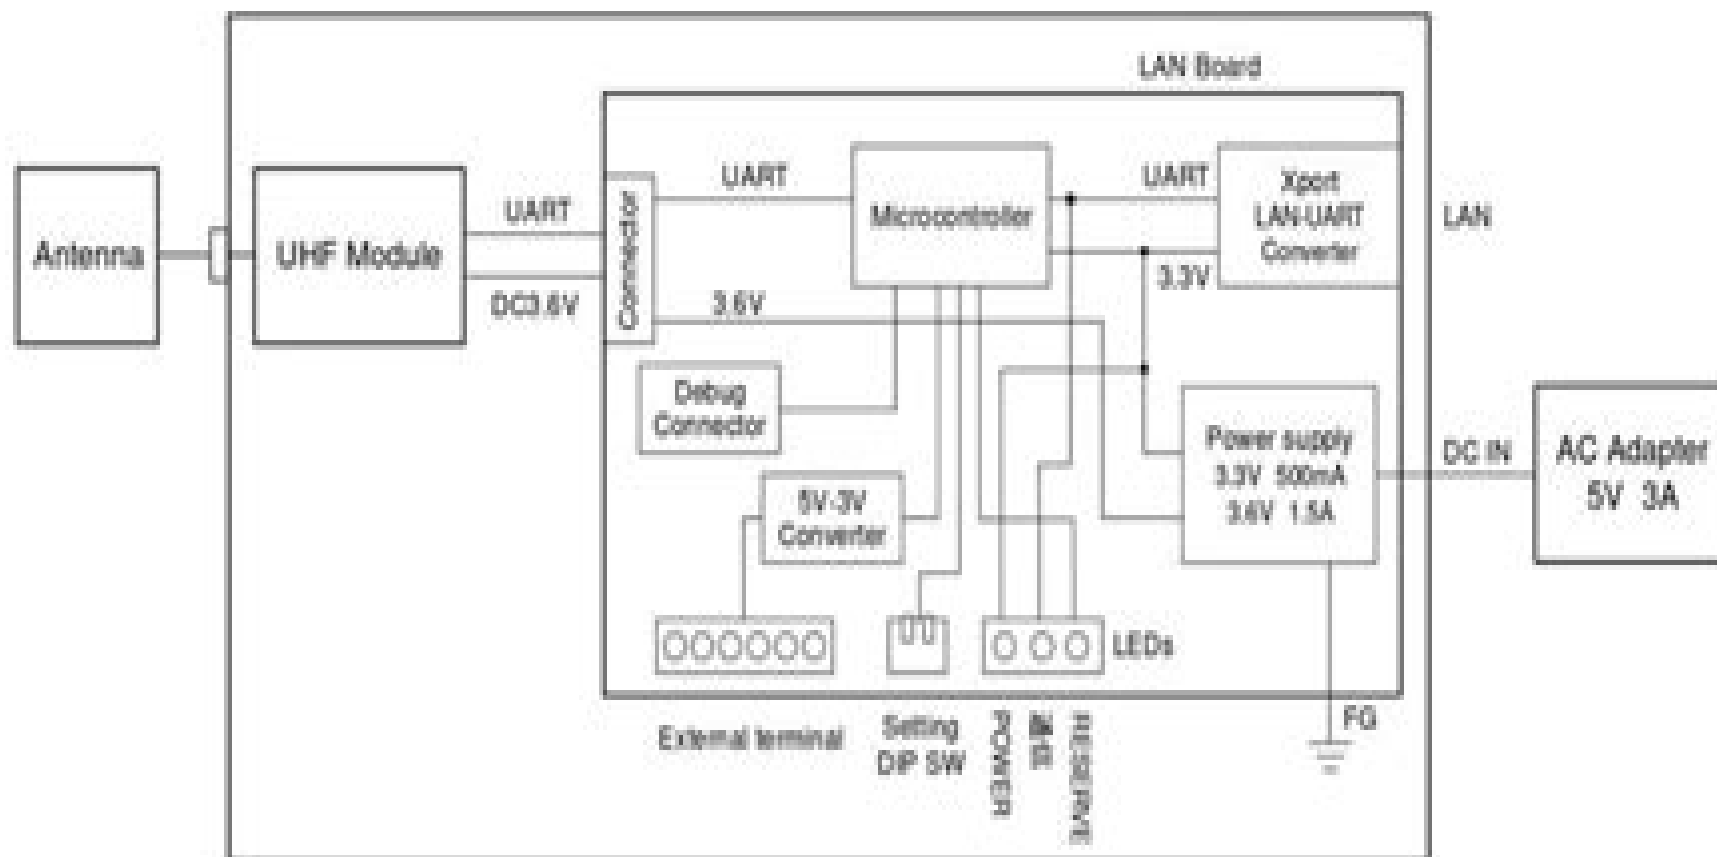 LAN Board
UART
Microcontroller
UART
Xport
LAN-UART
Converter
LAN
Antenna
UHF Module
UART
DC3.6V
Connector
3.6V
3.3V
Debug
Connector
Power supply
3.3V 500mA
3.6V 1.5A
DC IN
AC Adapter
5V 3A
5V-3V
Converter
LEDs
External terminal
Setting
DIP SW
POWER
RESERVE
FG